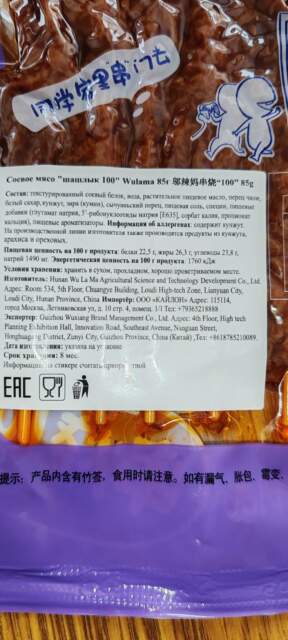 同学家里串门去
Соевое мясо "шашлык 100" Wulama 85г 邬辣妈串烧“100” 85g
Состав: текстурированный соевый белок, вода, растительное пищевое масло, перец чили,
белый сахар, кунжут, зира (кумин), сычуаньский перец, пищевая соль, специи, пищевые
добавки (глутамат натрия, 5'-рибонуклеотиды натрия [E635], сорбат калия, пропионат
кальция), пищевые ароматизаторы. Информация об аллергенах: содержит кунжут.
На производственной линии изготовителя также производятся продукты из кунжута,
арахиса и орехов.
Пищевая ценность на 100 г продукта: белки 22,5 г, жиры 26,3 г, углеводы 23,8 г,
натрий 1490 мг. Энергетическая ценность на 100 г продукта: 1760 кДж
Условия хранения: хранить в сухом, прохладном, хорошо проветриваемом месте.
Изготовитель: Hunan Wu La Ma Agricultural Science and Technology Development Co., Ltd.
Адрес: Room 534, 5th Floor, Chuangye Building, Loudi High-tech Zone, Lianyuan City,
Loudi City, Hunan Province, China Импортёр: ООО «КАЙЛОН» Адрес: 115114,
город Москва, Летниковская ул, д. 10 стр. 4, помещ. 1/1 Тел: +79365218888
Экспортер: Guizhou Wuxiang Brand Management Co., Ltd. Адрес: 4th Floor, High tech
Planning Exhibition Hall, Innovation Road, Southeast Avenue, Nanguan Street,
Honghuagang District, Zunyi City, Guizhou Province, China (Китай) ,Тел: +8618785210089.
Дата изготовления: указана на упаковке
Срок хранения: 8 мес.
Информацию на стикере считать приоритетной
EAC
提示：产品内含有竹签，食用时请注意。如有漏气、胀包、霉变、